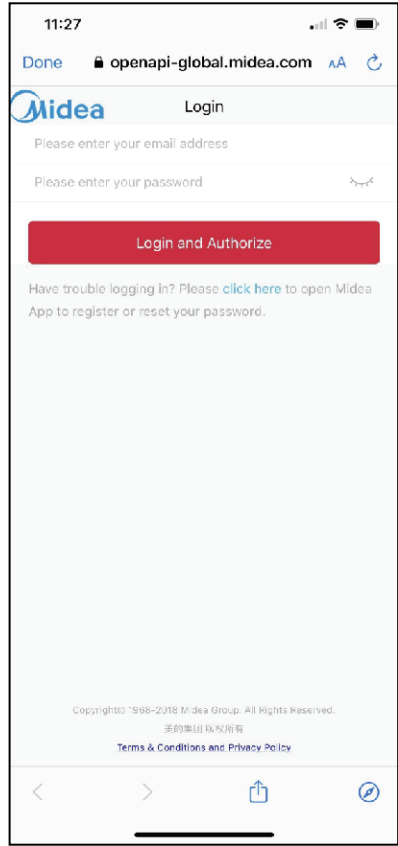 11:27
Done openapi-global.midea.com AA
Midea Login
Please enter your email address
Please enter your password
Login and Authorize
Have trouble logging in? Please click here to open Midea
App to register or reset your password.
Copyright© 1968-2018 Midea Group. All Rights Reserved.
美的集团 版权所有
Terms & Conditions and Privacy Policy